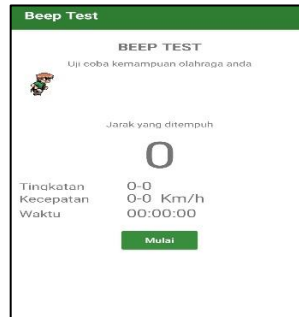 Beep Test
BEEP TEST
Uji coba kemampuan olahraga anda
Jarak yang ditempuh
0
Tingkatan 0-0
Kecepatan 0-0 Km/h
Waktu 00:00:00
Mulai